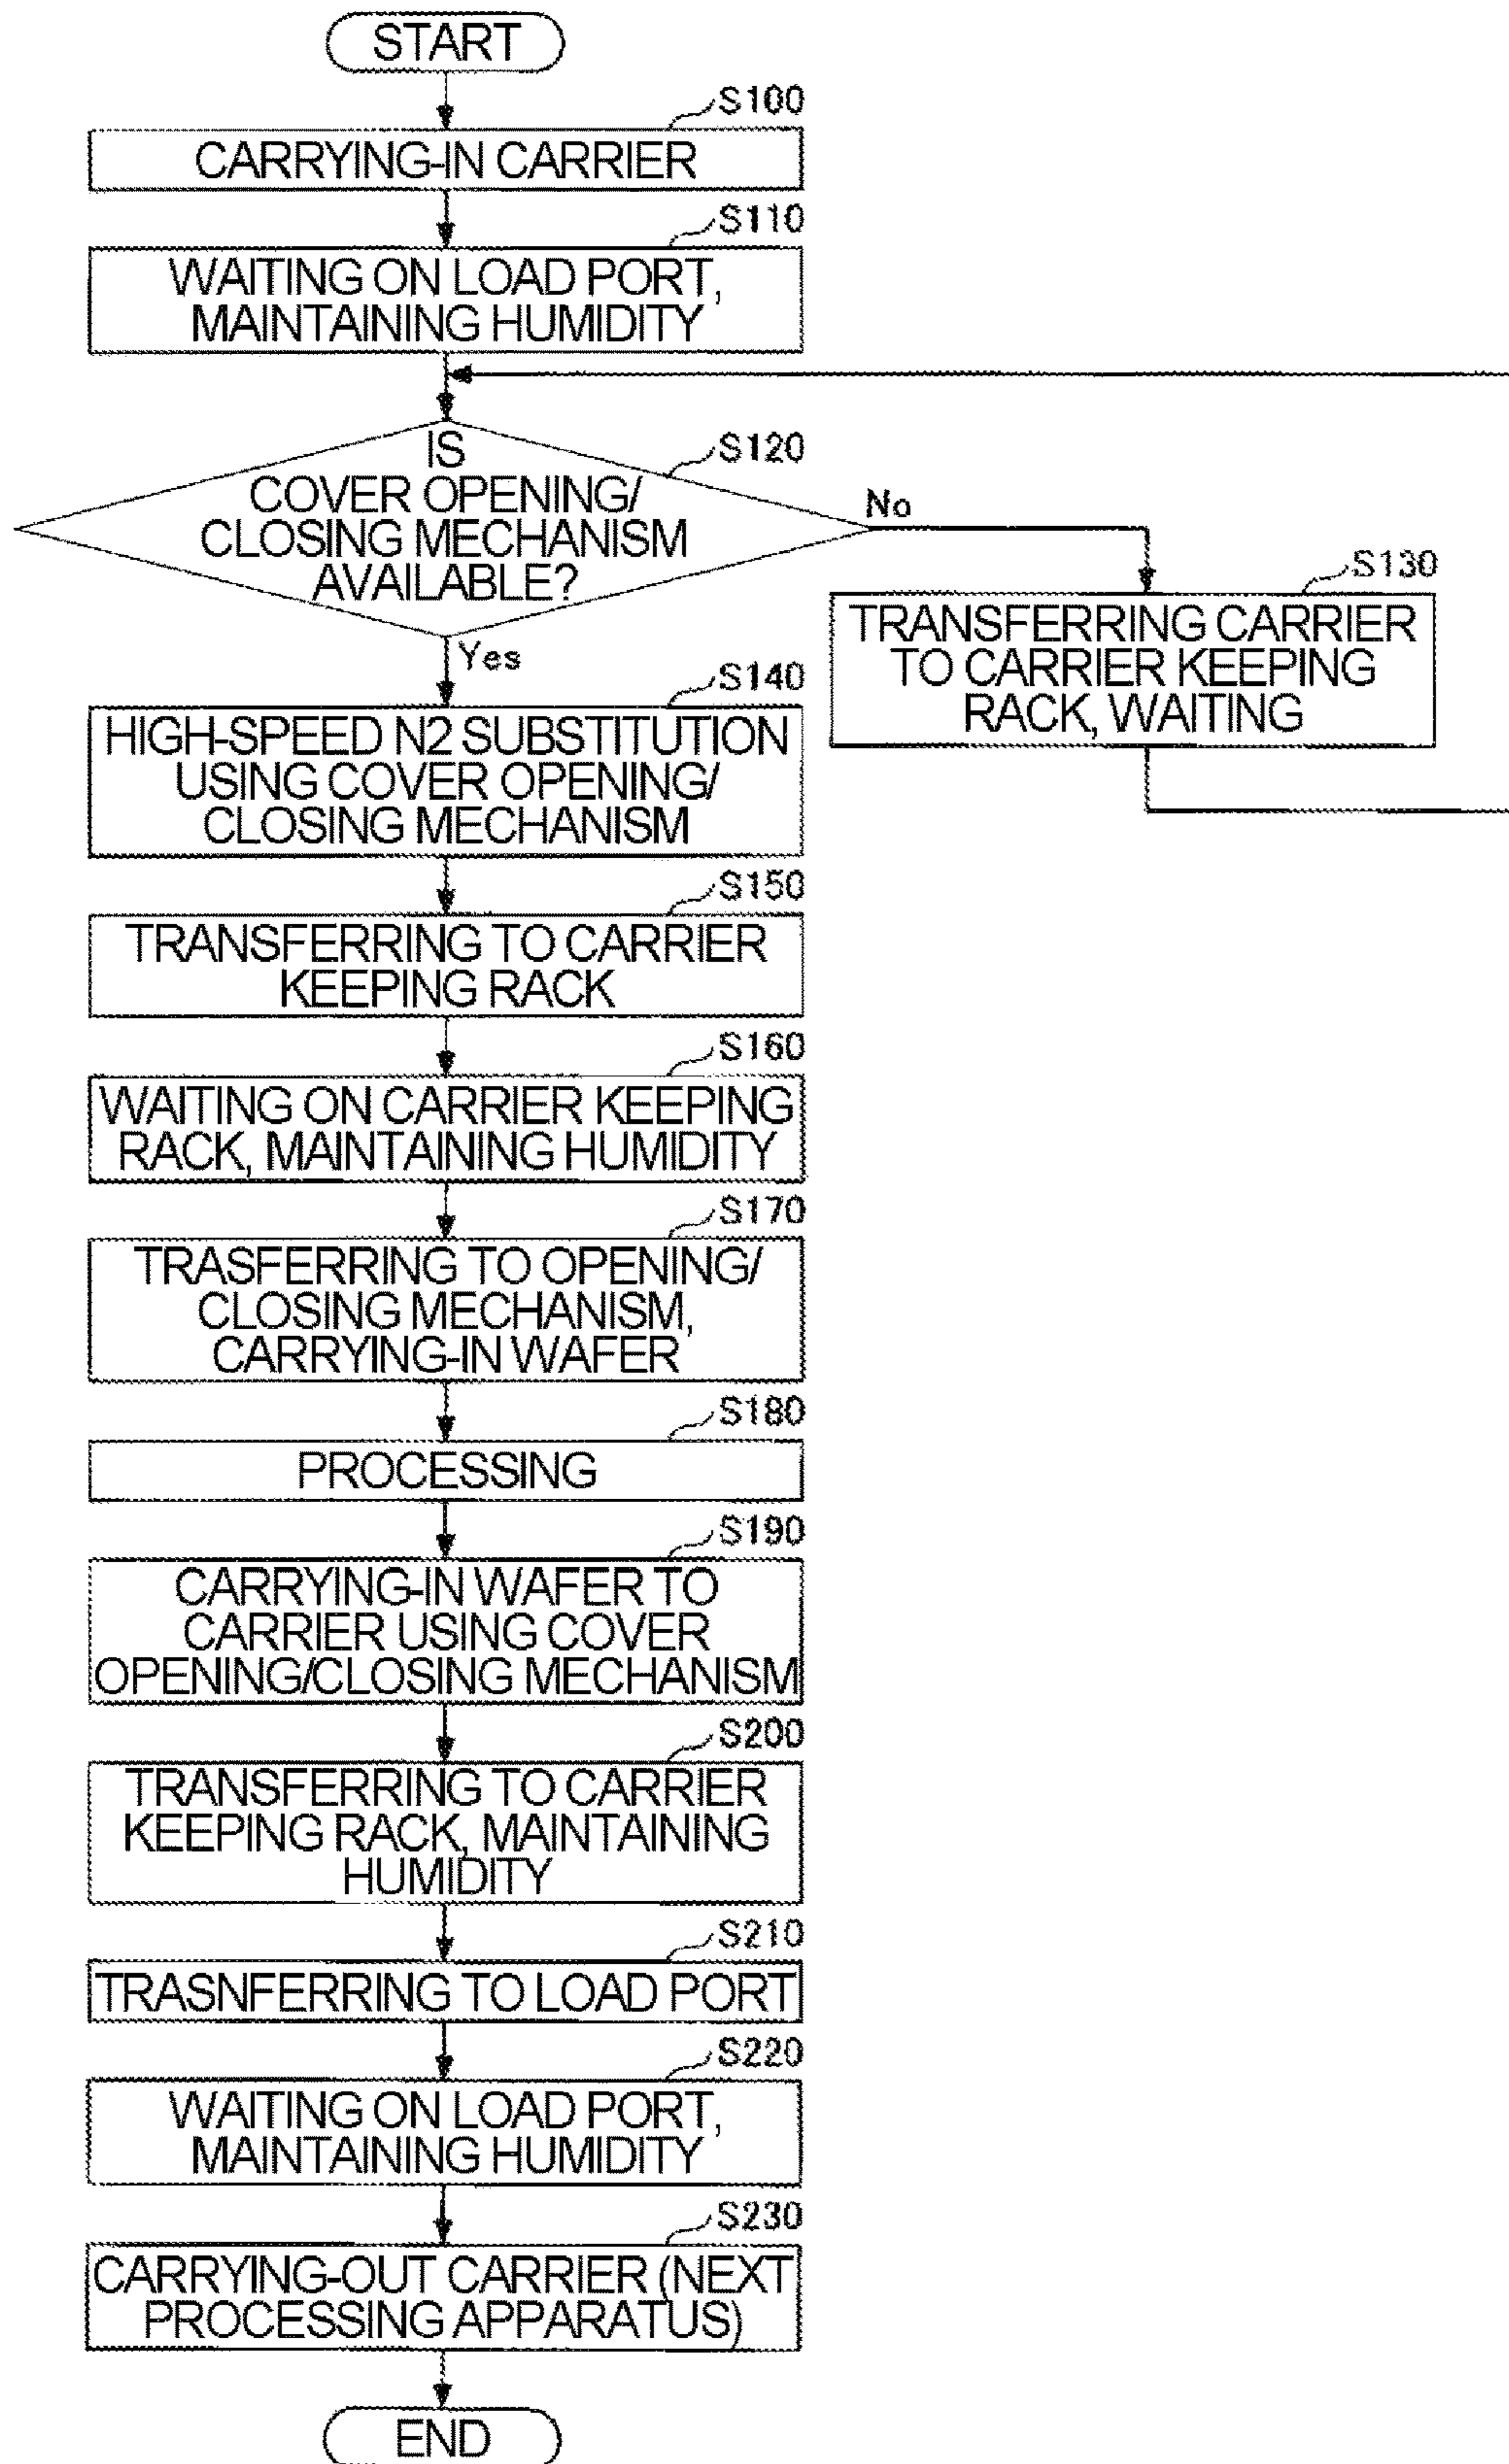 START
S100
CARRYING-IN CARRIER
S110
WAITING ON LOAD PORT,
MAINTAINING HUMIDITY
S120
IS
COVER OPENING/
CLOSING MECHANISM
AVAILABLE?
No
Yes
S130
TRANSFERRING CARRIER
TO CARRIER KEEPING
RACK, WAITING
S140
HIGH-SPEED N2 SUBSTITUTION
USING COVER OPENING/
CLOSING MECHANISM
S150
TRANSFERRING TO CARRIER
KEEPING RACK
S160
WAITING ON CARRIER KEEPING
RACK, MAINTAINING HUMIDITY
S170
TRASFERRING TO OPENING/
CLOSING MECHANISM,
CARRYING-IN WAFER
S180
PROCESSING
S190
CARRYING-IN WAFER TO
CARRIER USING COVER
OPENING/CLOSING MECHANISM
S200
TRANSFERRING TO CARRIER
KEEPING RACK, MAINTAINING
HUMIDITY
S210
TRASNFERRING TO LOAD PORT
S220
WAITING ON LOAD PORT,
MAINTAINING HUMIDITY
S230
CARRYING-OUT CARRIER (NEXT
PROCESSING APPARATUS)
END